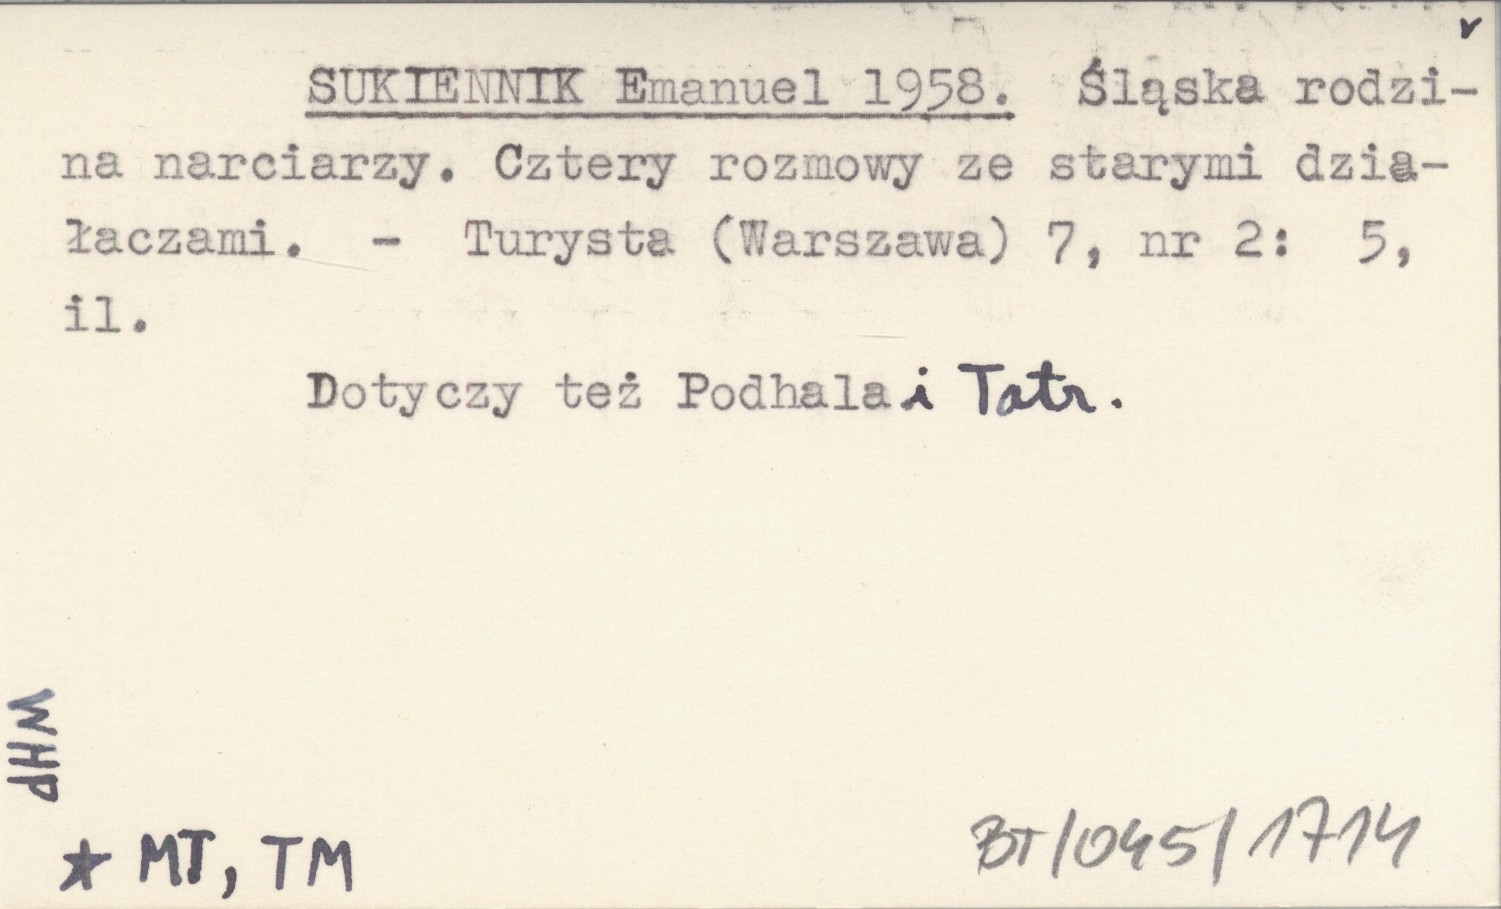 v
SUKIENNIK Emanuel 1958. Śląska rodzi-
na narciarzy. Cztery rozmowy ze starymi dzia-
łaczami. - Turysta (Warszawa) 7, nr 2: 5,
il.
Dotyczy też Podhala i Tatr.
WHP
★ MT, TM
BT/045/1714